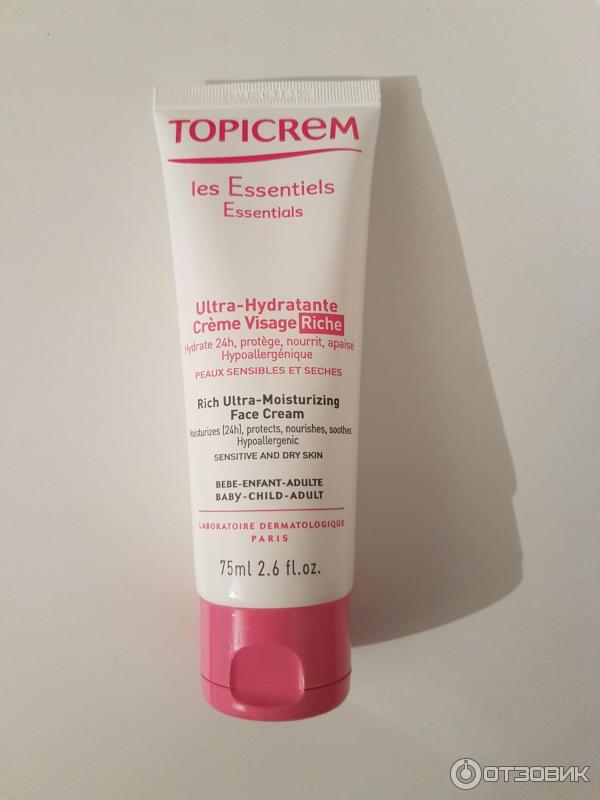 TOPICREM
les Essentiels
Essentials
Ultra-Hydratante
Crème Visage Riche
Hydrate 24h, protège, nourrit, apaise
Hypoallergénique
PEAUX SENSIBLES ET SECHES
Rich Ultra-Moisturizing
Face Cream
Moisturizes (24h), protects, nourishes, soothes
Hypoallergenic
SENSITIVE AND DRY SKIN
BEBE-ENFANT-ADULTE
BABY-CHILD-ADULT
LABORATOIRE DERMATOLOGIQUE
PARIS
75ml 2.6 fl.oz.
ОТЗОВИК